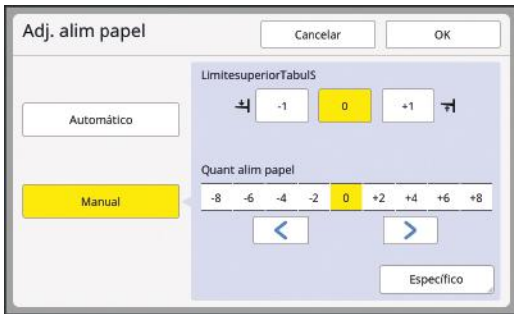 Adj. alim papel
Cancelar
OK
LimitesuperiorTabulS
-1 0 +1
Automático
Quant alim papel
Manual
-8 -6 -4 -2 0 +2 +4 +6 +8
< >
Específico